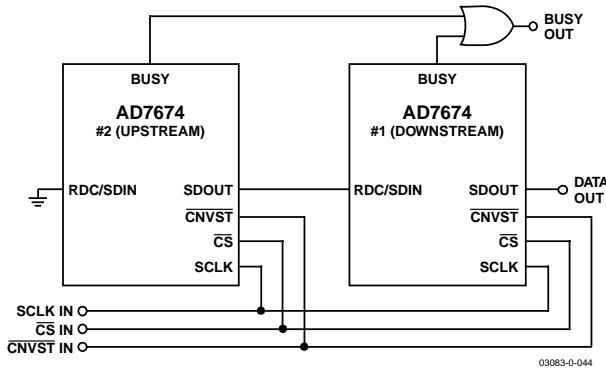 BUSY
OUT
BUSY
AD7674
#2 (UPSTREAM)
RDC/SDIN
SDOUT
CNVST
CS
SCLK
BUSY
AD7674
#1 (DOWNSTREAM)
RDC/SDIN
SDOUT
CNVST
CS
SCLK
DATA
OUT
SCLK IN
CS IN
CNVST IN
03083-0-044